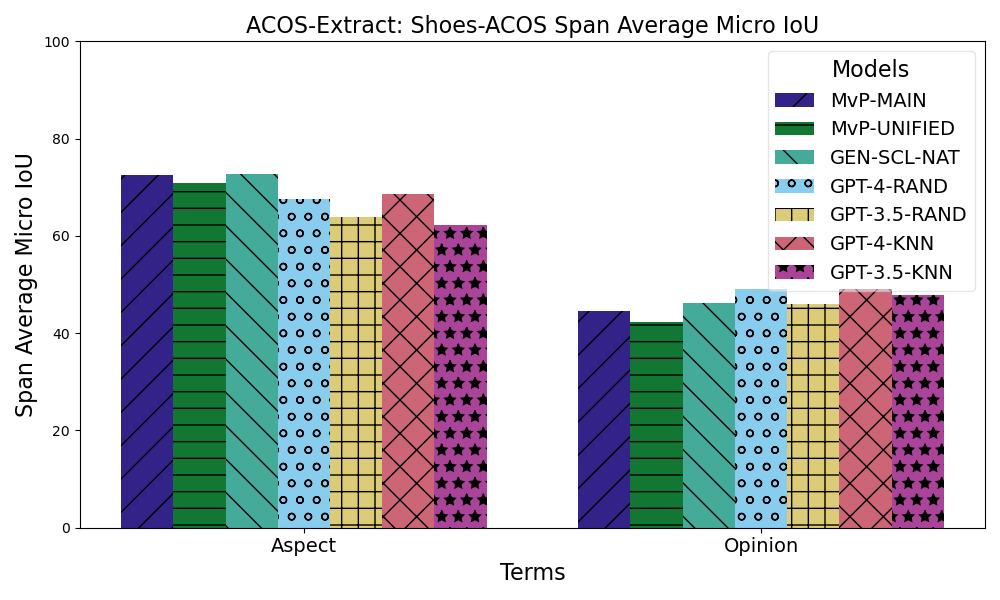 ACOS-Extract: Shoes-ACOS Span Average Micro IoU
Span Average Micro IoU
100
80
60
40
20
0
Models
MvP-MAIN
MvP-UNIFIED
GEN-SCL-NAT
GPT-4-RAND
GPT-3.5-RAND
GPT-4-KNN
GPT-3.5-KNN
Aspect
Opinion
Terms